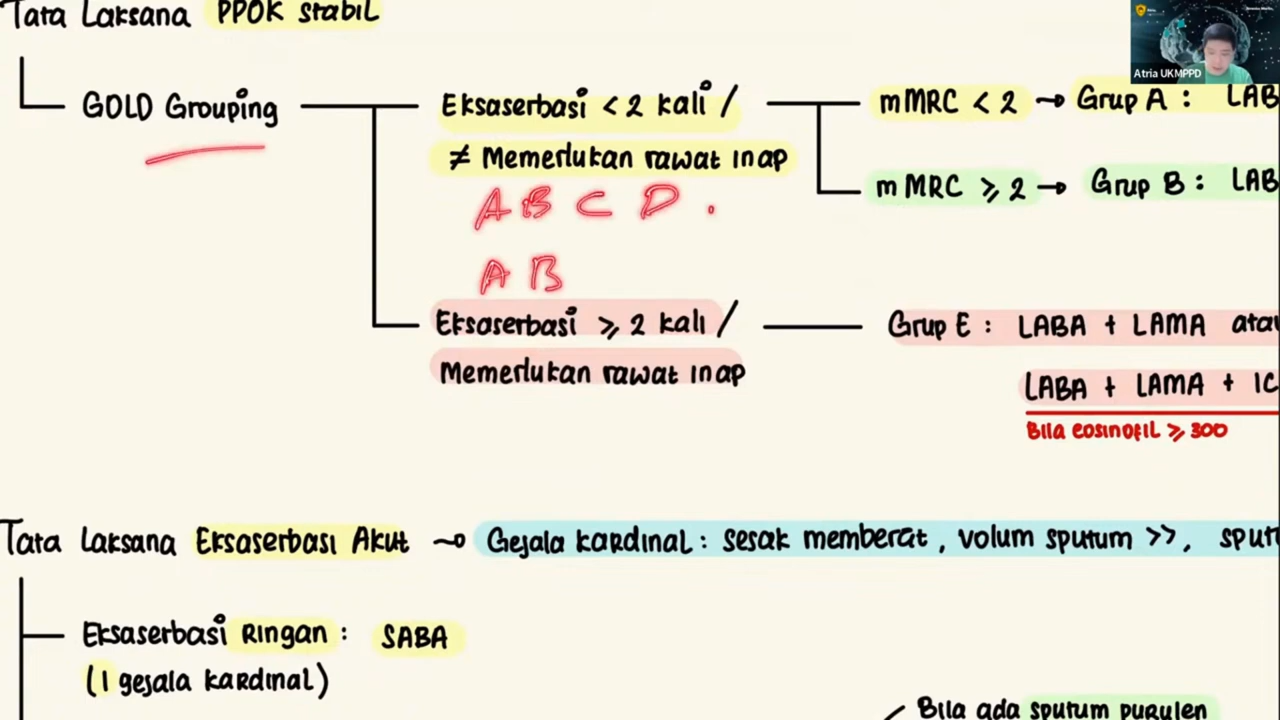 Tata Laksana PPOK stabil
GOLD Grouping
Eksaserbasi < 2 kali /
≠ Memerlukan rawat inap
mMRC < 2 → Grup A : LAB
mMRC ≥ 2 → Grup B : LAB
A B C D .
A B
Eksaserbasi ≥ 2 kali /
Memerlukan rawat inap
Grup E : LABA + LAMA atau
LABA + LAMA + IC
Bila eosinofil ≥ 300
Tata Laksana Eksaserbasi Akut → Gejala kardinal : sesak memberat , volum sputum >> , sput
Eksaserbasi Ringan : SABA
(1 gejala kardinal)
Bila ada sputum purulen
Atria UKMPPD